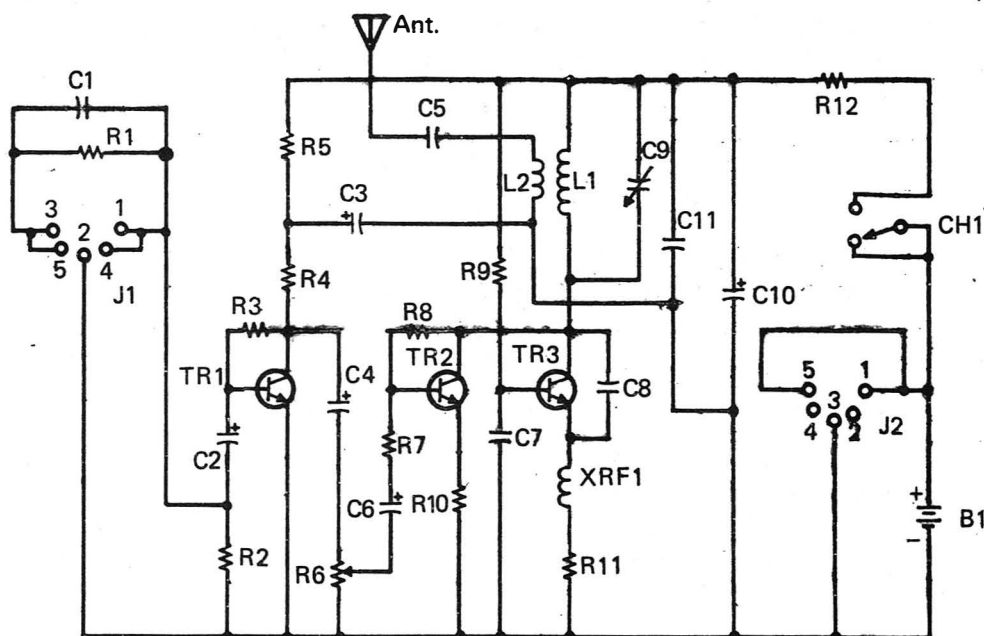 Ant.
C1
C5
R12
R1
R5
C9
L2
L1
C3
3
2
1
C11
CH1
5
4
R9
J1
R4
C10
R3
R8
TR1
TR2
TR3
5
3
1
C4
C8
4
2
J2
C7
R7
C2
XRF1
C6
R10
+
B1
-
R2
R6
R11